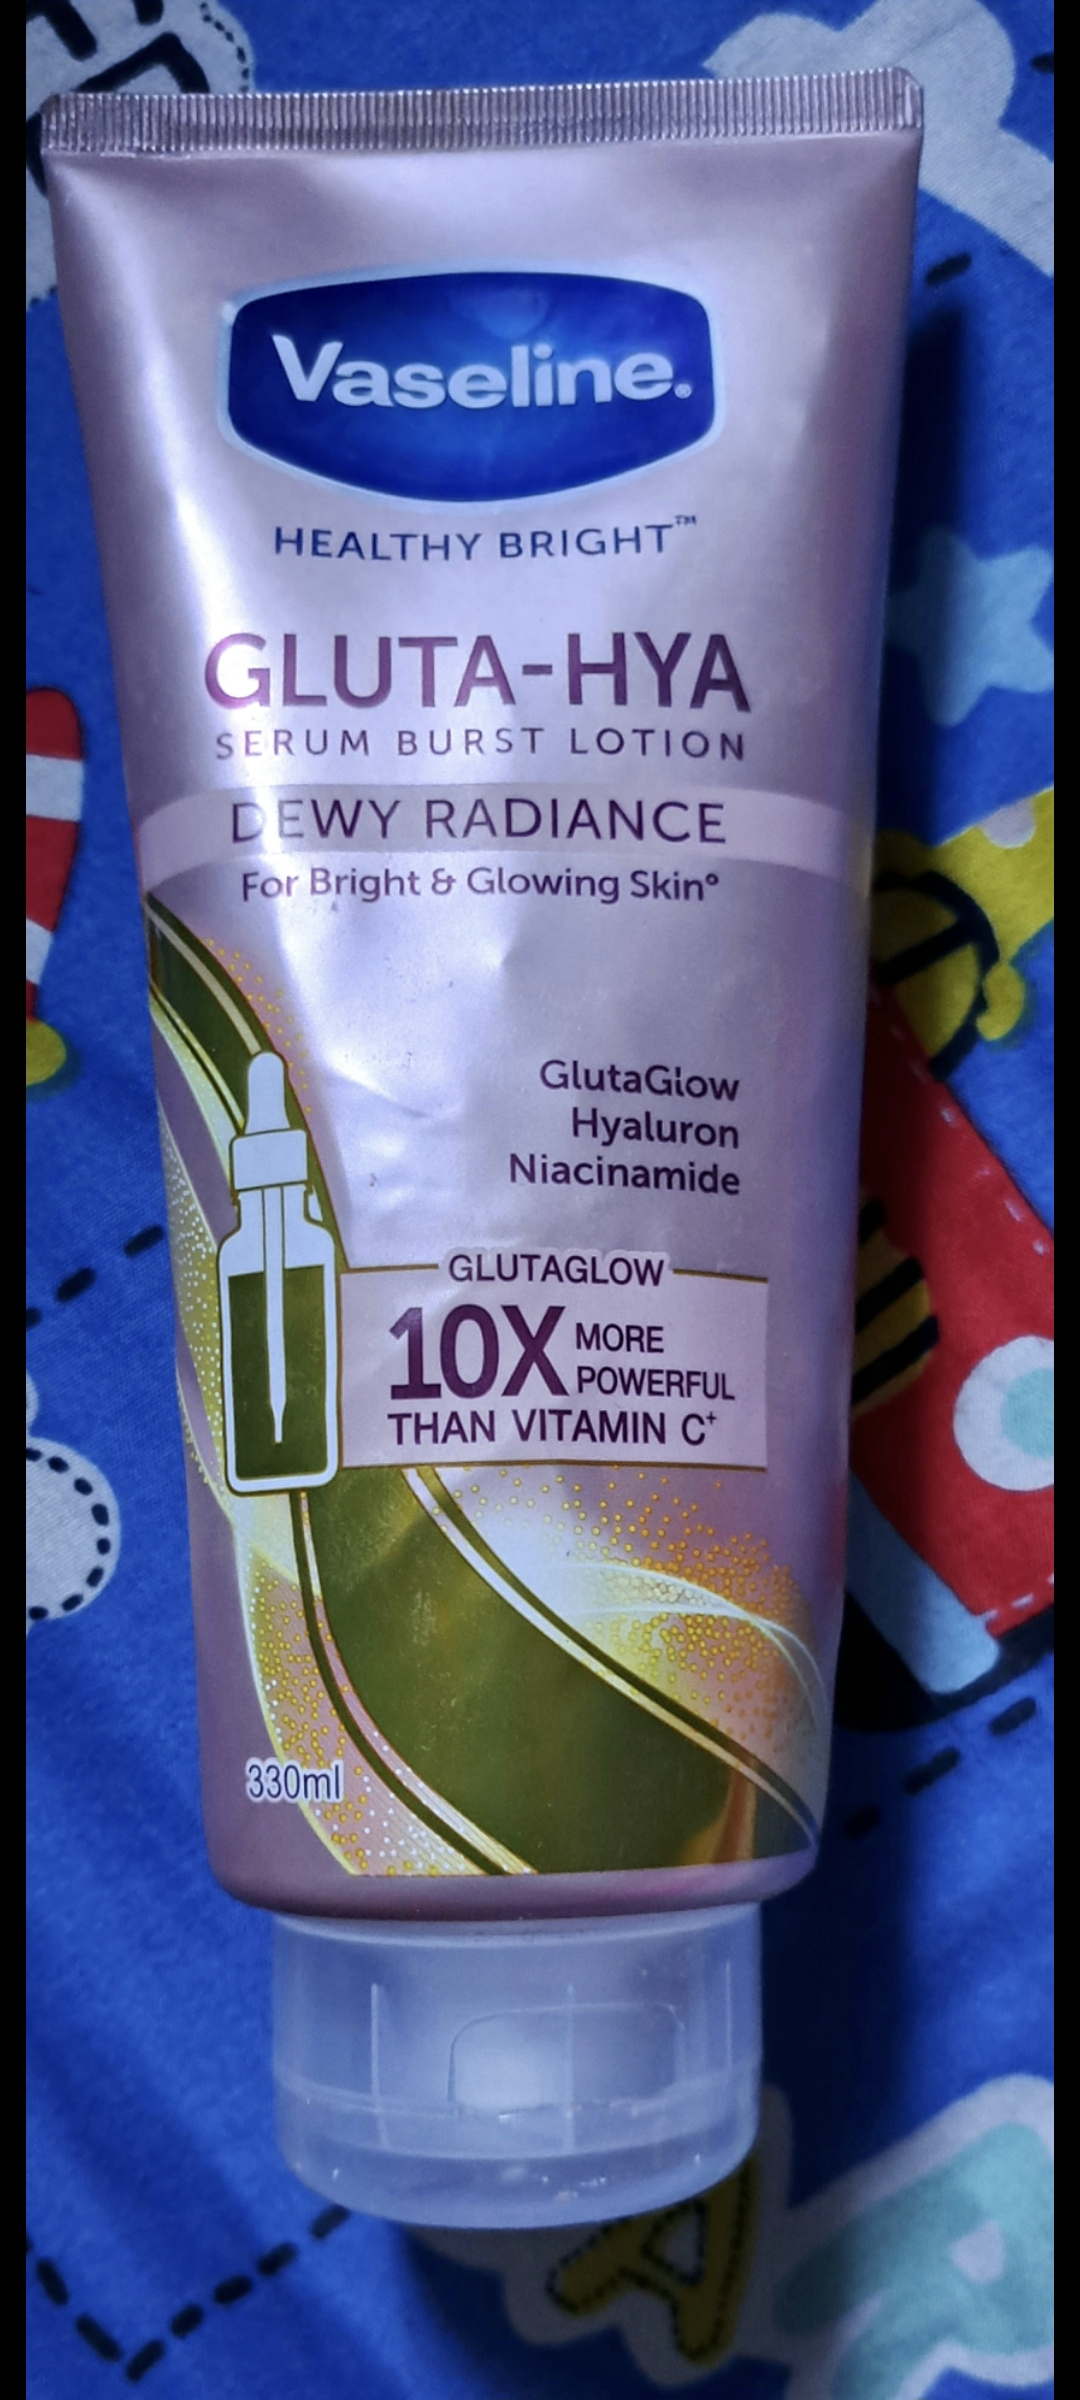 Vaseline®
HEALTHY BRIGHT™
GLUTA-HYA
SERUM BURST LOTION
DEWY RADIANCE
For Bright & Glowing Skin°
GlutaGlow
Hyaluron
Niacinamide
GLUTAGLOW
10X MORE
POWERFUL
THAN VITAMIN C⁺
330ml